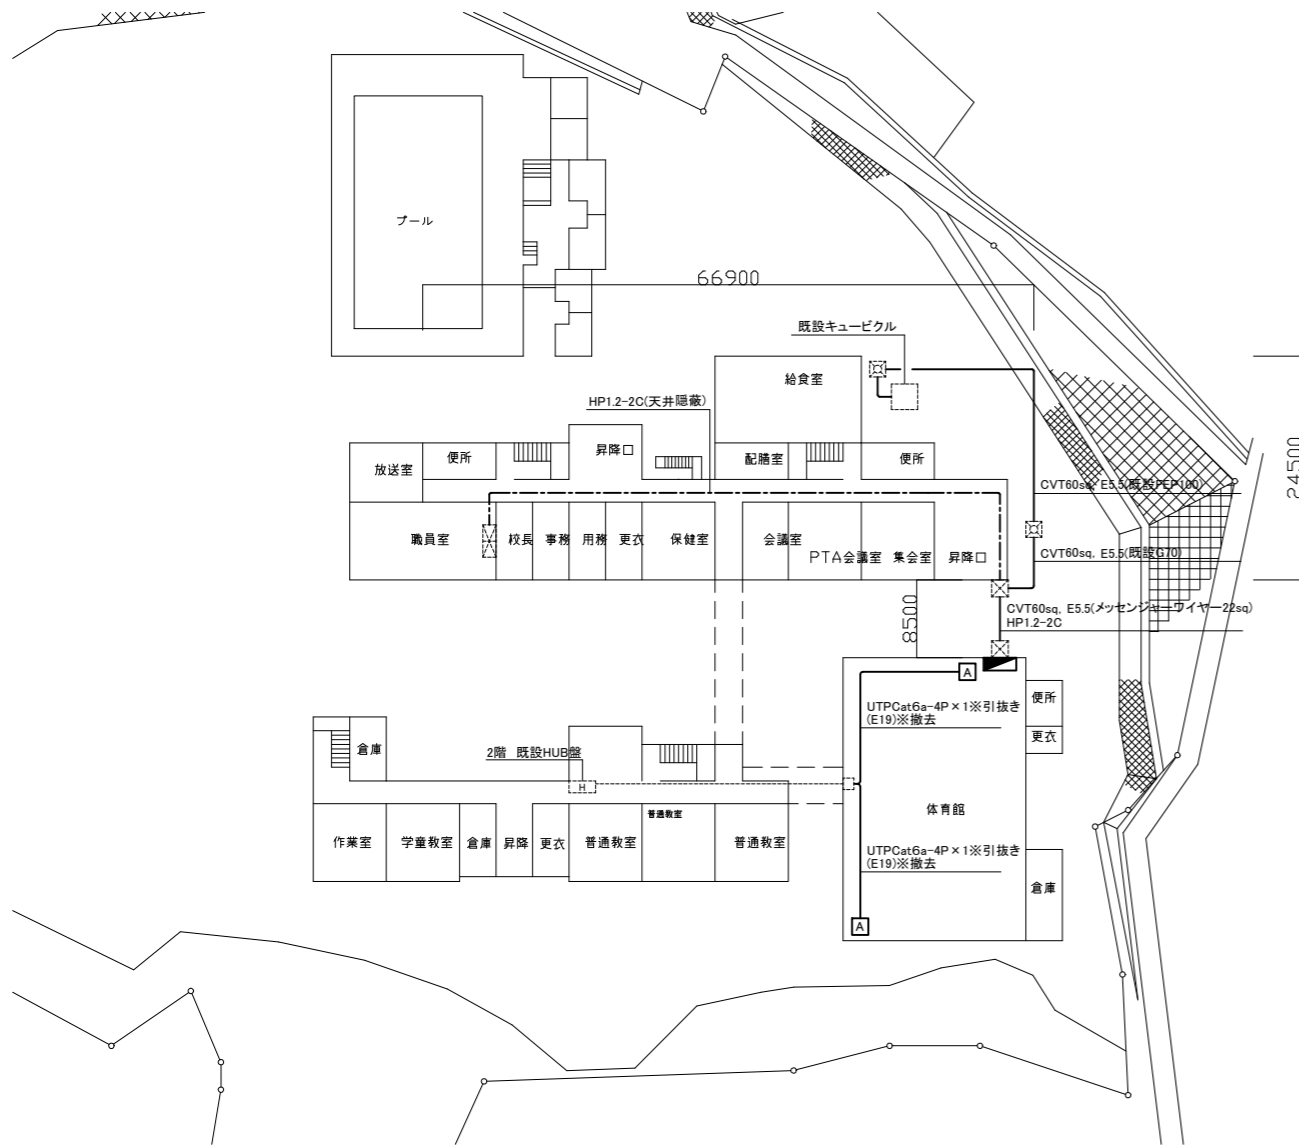 プール
66900
既設キュービクル
給食室
HP1.2-2C(天井隠蔽)
昇降口
放送室
便所
配膳室
便所
24500
CVT60sq, E5.5(既設FEP100)
職員室
校長
事務
用務
更衣
保健室
会議室
PTA会議室
集会室
昇降口
CVT60sq, E5.5(既設G70)
8500
CVT60sq, E5.5(メッセンジャーワイヤー22sq)
HP1.2-2C
A
便所
UTPCat6a-4P×1※引抜き
(E19)※撤去
更衣
倉庫
2階 既設HUB盤
H
普通教室
体育館
作業室
学童教室
倉庫
昇降
更衣
普通教室
普通教室
UTPCat6a-4P×1※引抜き
(E19)※撤去
倉庫
A